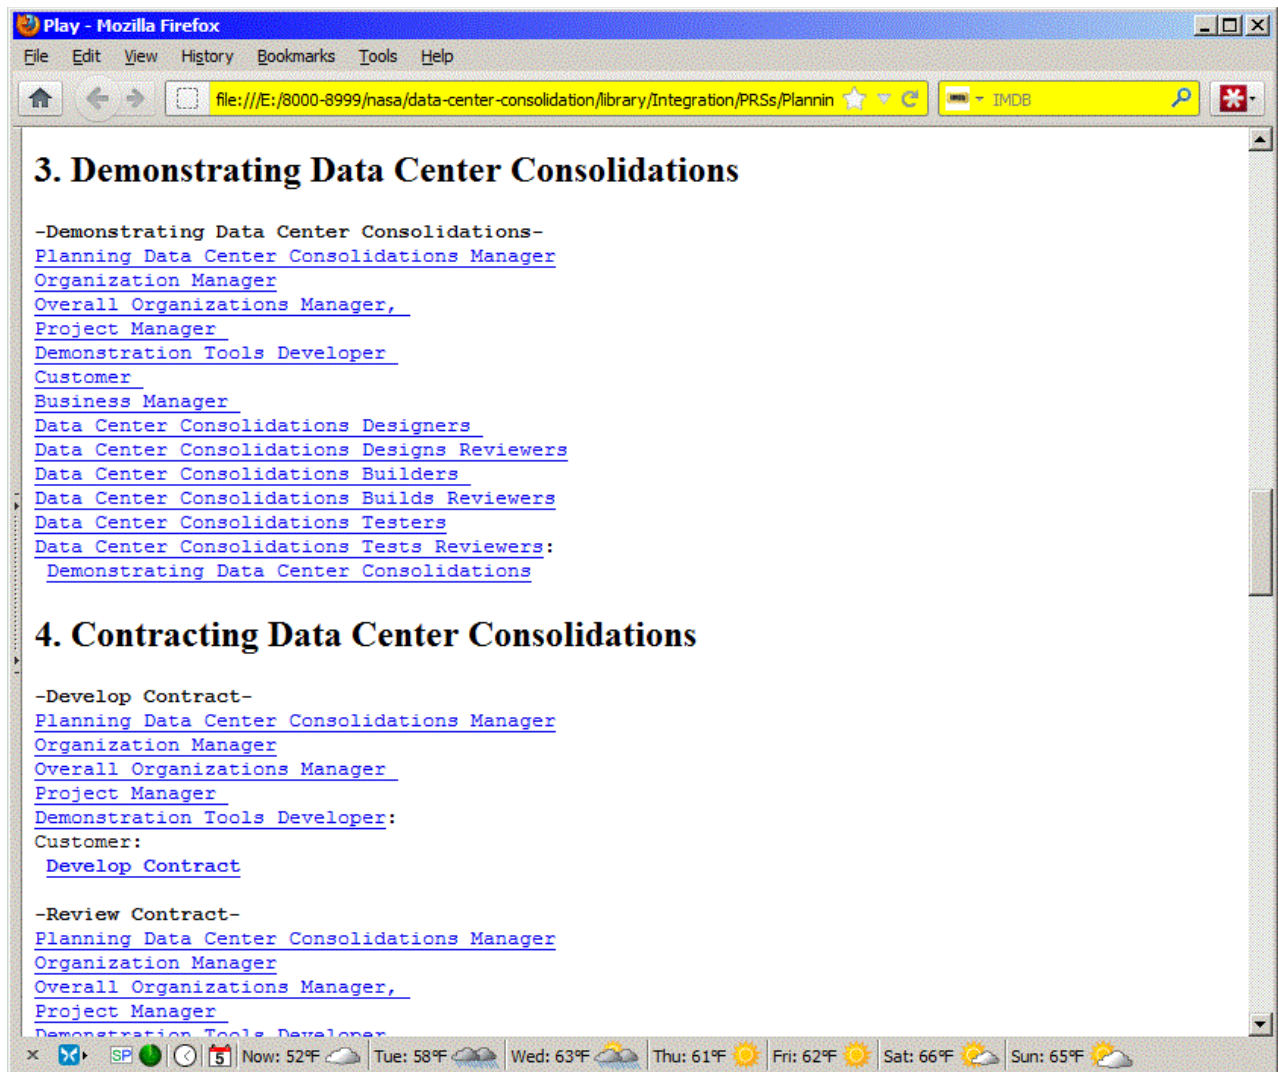 Play - Mozilla Firefox
File Edit View History Bookmarks Tools Help
file:///E:/8000-8999/nasa/data-center-consolidation/library/Integration/PRSs/Plannin IMDB
3. Demonstrating Data Center Consolidations
-Demonstrating Data Center Consolidations-
Planning Data Center Consolidations Manager
Organization Manager
Overall Organizations Manager,
Project Manager
Demonstration Tools Developer
Customer
Business Manager
Data Center Consolidations Designers
Data Center Consolidations Designs Reviewers
Data Center Consolidations Builders
Data Center Consolidations Builds Reviewers
Data Center Consolidations Testers
Data Center Consolidations Tests Reviewers:
Demonstrating Data Center Consolidations
4. Contracting Data Center Consolidations
-Develop Contract-
Planning Data Center Consolidations Manager
Organization Manager
Overall Organizations Manager
Project Manager
Demonstration Tools Developer:
Customer:
Develop Contract
-Review Contract-
Planning Data Center Consolidations Manager
Organization Manager
Overall Organizations Manager,
Project Manager
Demonstration Tools Developer
SP 5 Now: 52°F Tue: 58°F Wed: 63°F Thu: 61°F Fri: 62°F Sat: 66°F Sun: 65°F